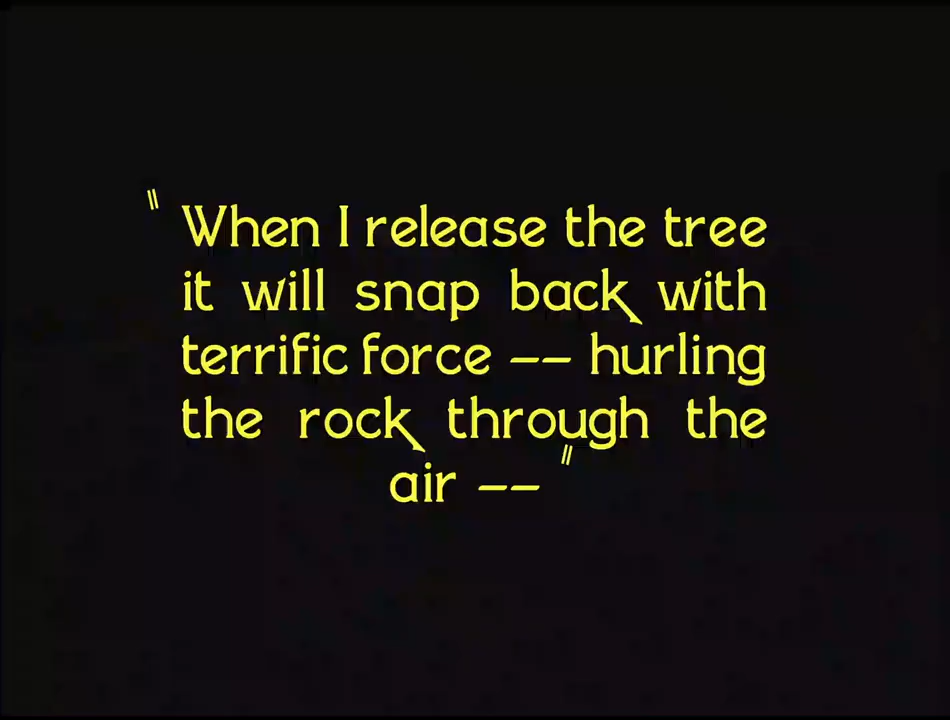 "When I release the tree
it will snap back with
terrific force -- hurling
the rock through the
air --"